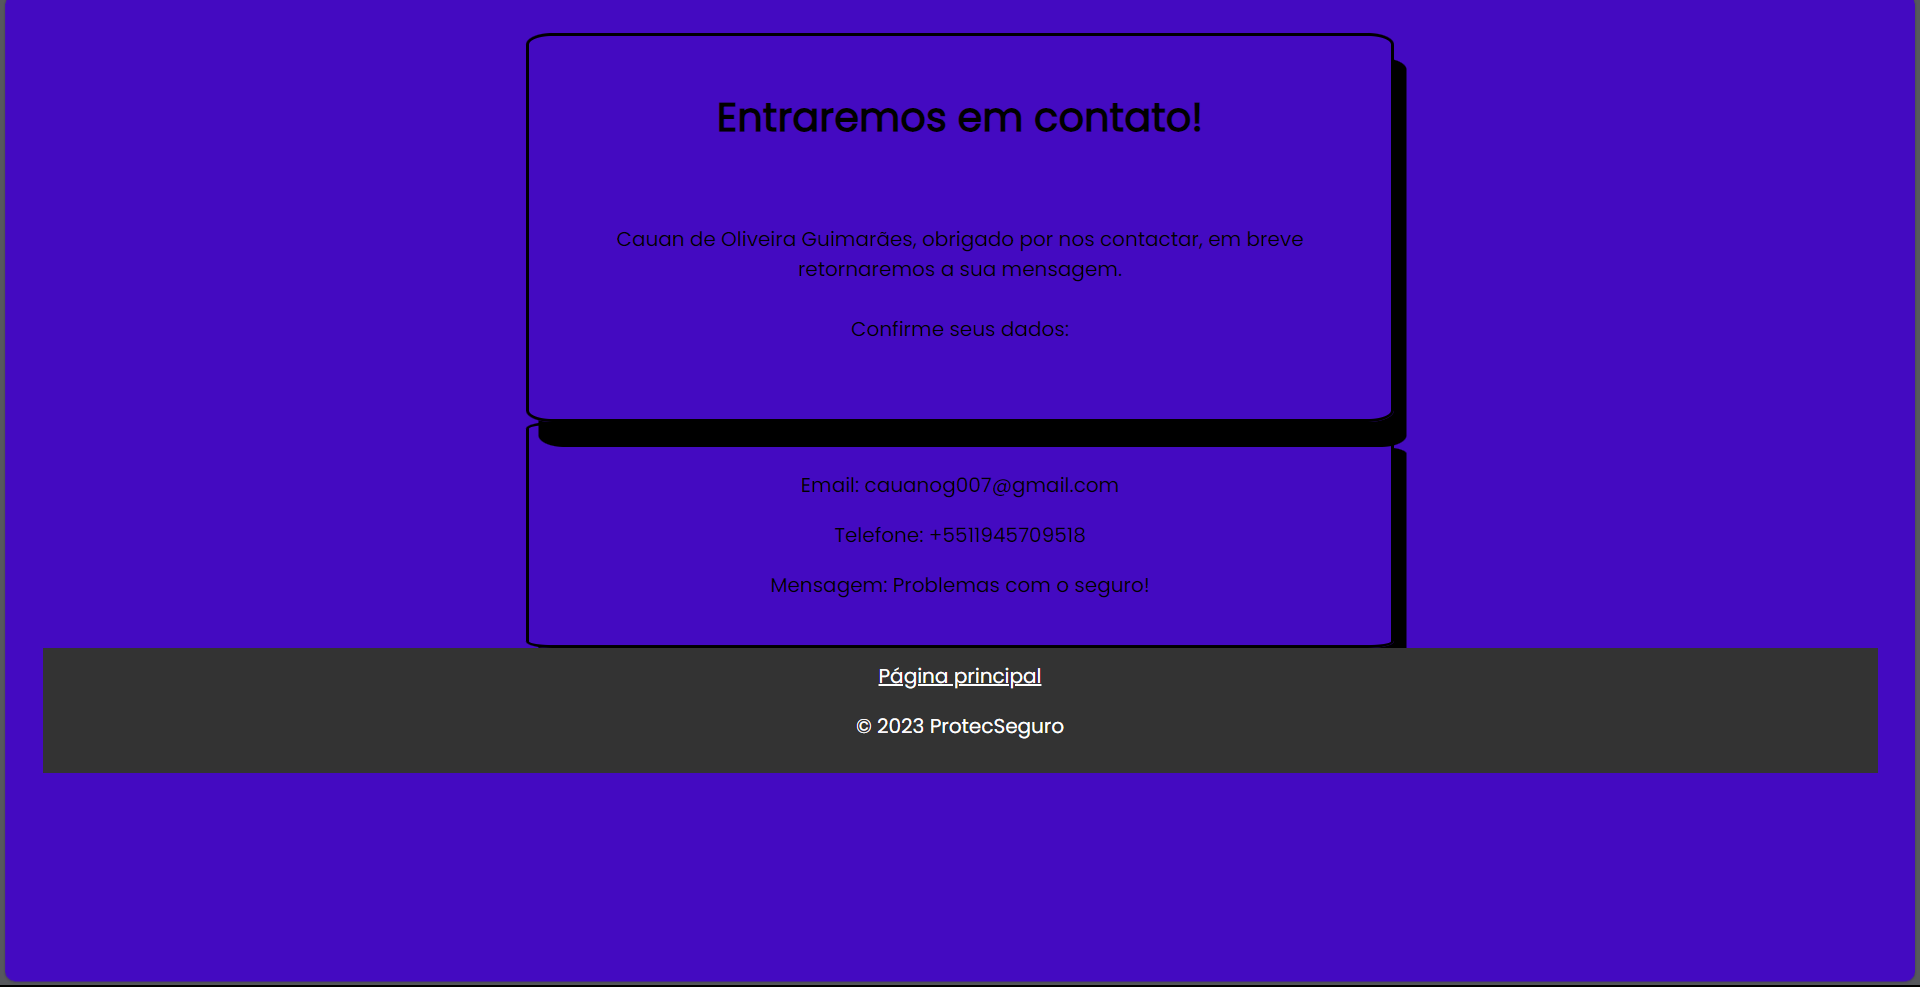 Entraremos em contato!
Cauan de Oliveira Guimarães, obrigado por nos contactar, em breve
retornaremos a sua mensagem.
Confirme seus dados:
Email: cauanog007@gmail.com
Telefone: +5511945709518
Mensagem: Problemas com o seguro!
Página principal
© 2023 ProtecSeguro